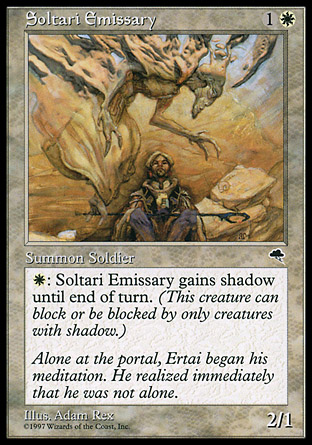 Soltari Emissary 1
Summon Soldier
: Soltari Emissary gains shadow
until end of turn. (This creature can
block or be blocked by only creatures
with shadow.)
Alone at the portal, Ertai began his
meditation. He realized immediately
that he was not alone.
Illus. Adam Rex
©1997 Wizards of the Coast, Inc.
2/1